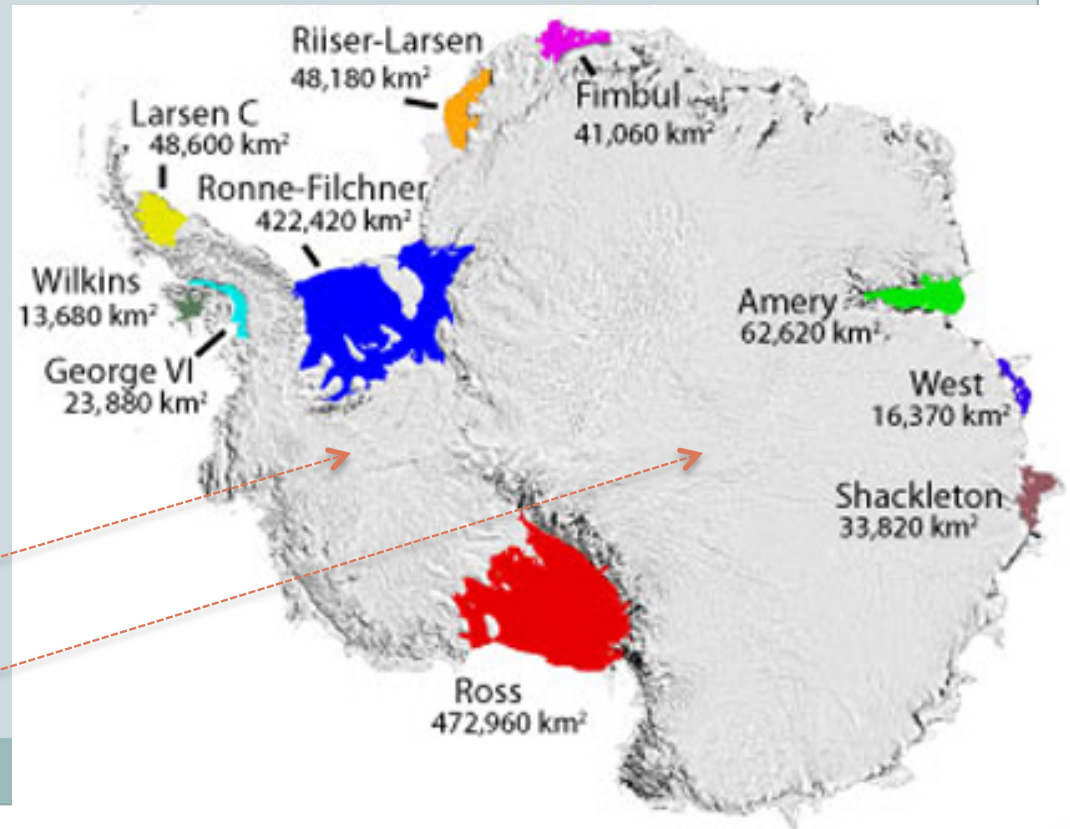 Riiser-Larsen
48,180 km²
Fimbul
41,060 km²
Larsen C
48,600 km²
Ronne-Filchner
422,420 km²
Wilkins
13,680 km²
George VI
23,880 km²
Amery
62,620 km²
West
16,370 km²
Shackleton
33,820 km²
Ross
472,960 km²